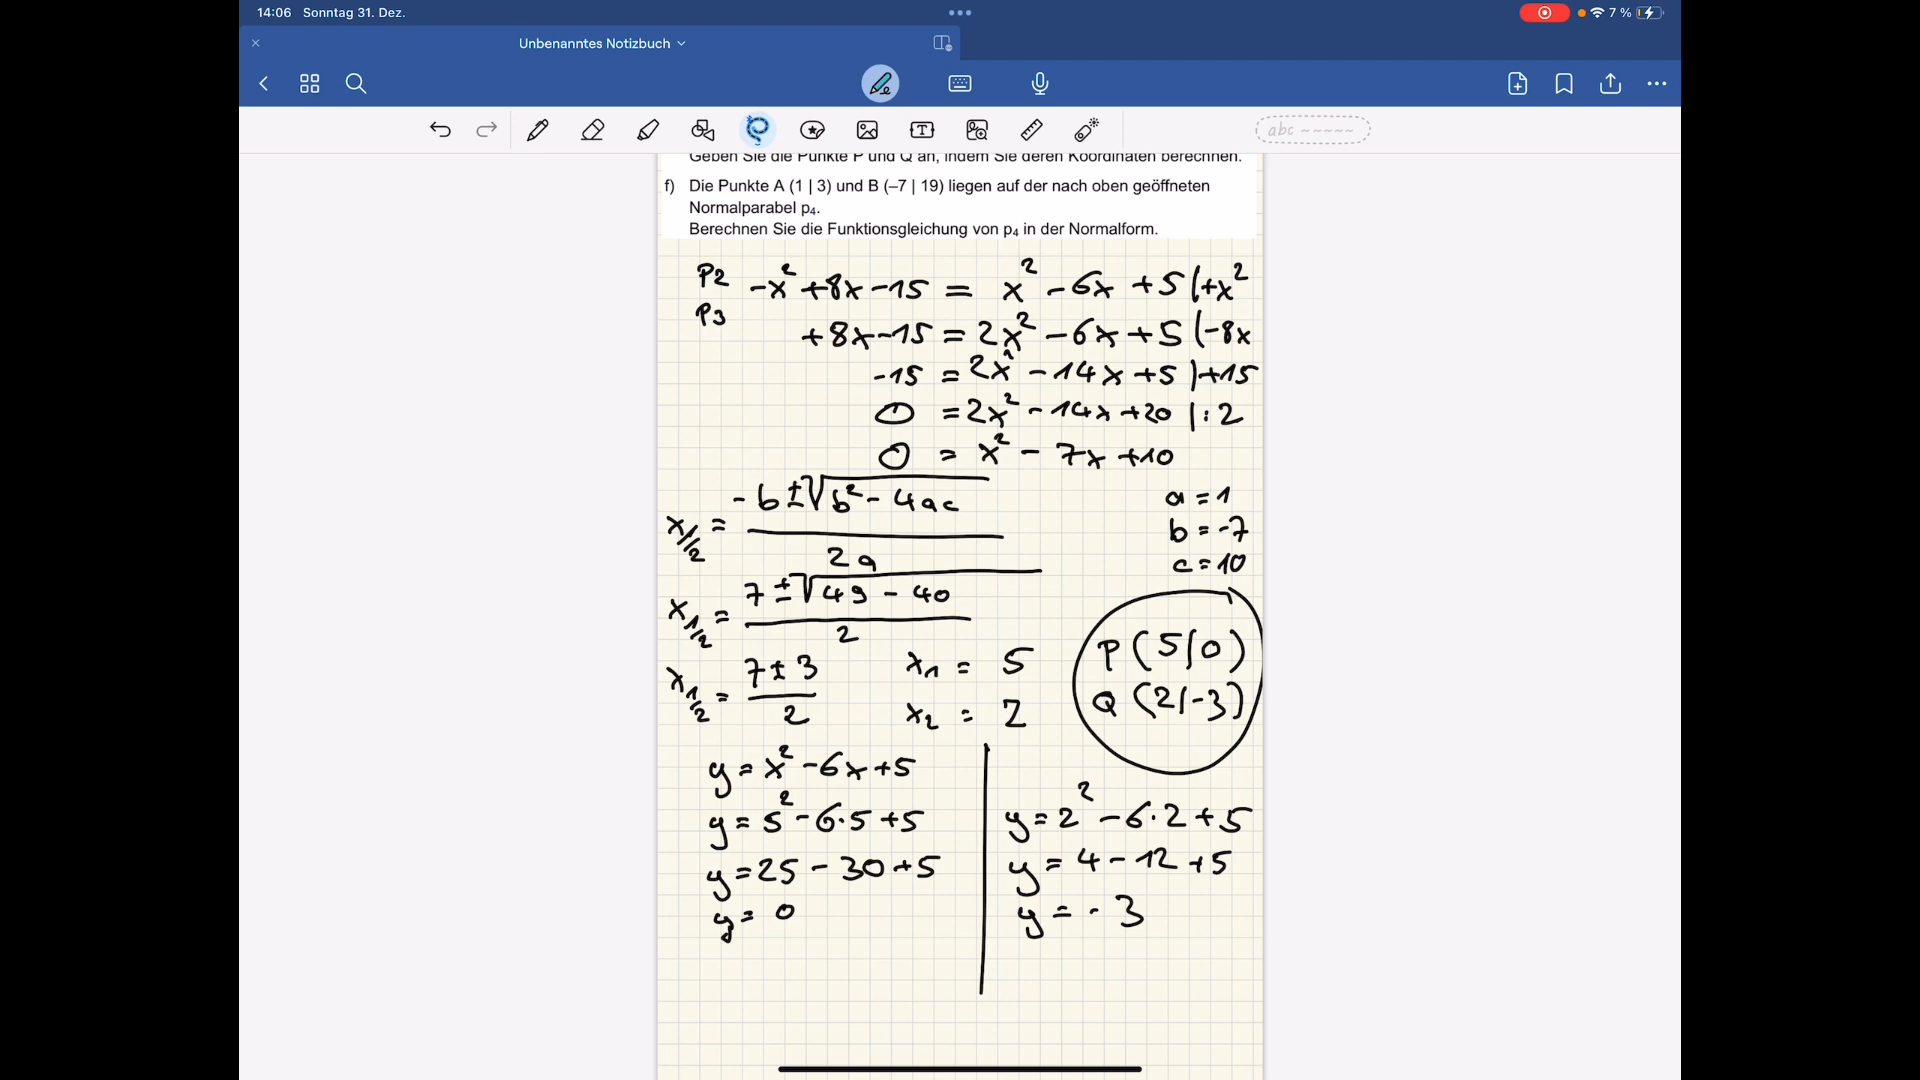 14:06 Sonntag 31. Dez.
7 %
Unbenanntes Notizbuch
abc
Geben Sie die Punkte P und Q an, indem Sie deren Koordinaten berechnen.
f) Die Punkte A (1 | 3) und B (–7 | 19) liegen auf der nach oben geöffneten
Normalparabel p₄.
Berechnen Sie die Funktionsgleichung von p₄ in der Normalform.
P2 -x² +8x -15 = x² -6x +5 |+x²
P3 +8x -15 = 2x² -6x +5 |-8x
-15 = 2x² -14x +5 |+15
0 = 2x² -14x +20 |:2
0 = x² - 7x +10
x1/2 = (-b ± √(b² - 4ac)) / 2a
a = 1
b = -7
c = 10
x1/2 = (7 ± √(49 - 40)) / 2
x1/2 = (7 ± 3) / 2
x₁ = 5
x₂ = 2
P (5|0)
Q (2|-3)
y = x² -6x +5
y = 5² -6·5 +5
y = 25 - 30 +5
y = 0
y = 2² -6·2 +5
y = 4 - 12 +5
y = -3